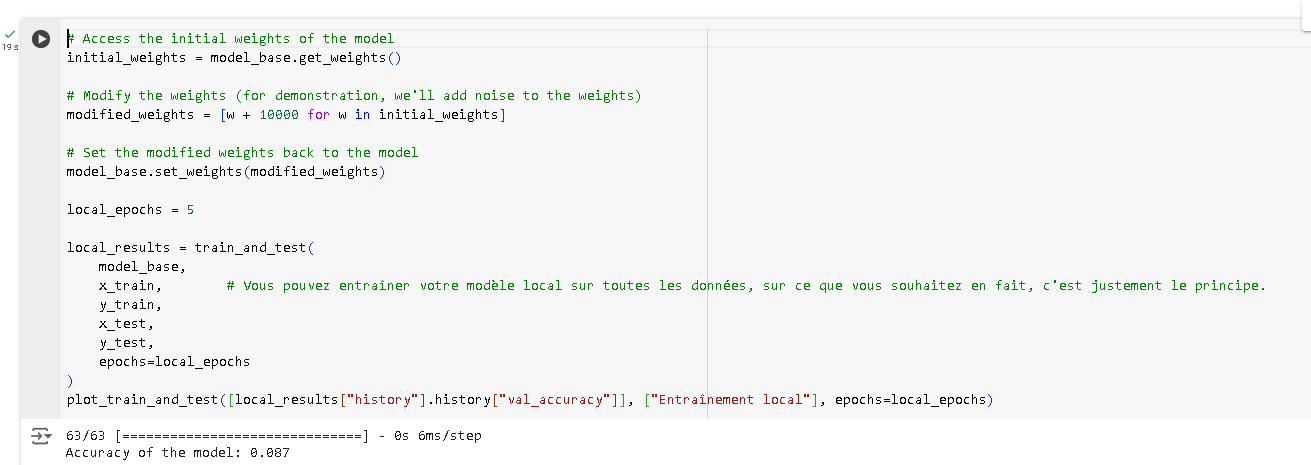 # Access the initial weights of the model
19 s
initial_weights = model_base.get_weights()
# Modify the weights (for demonstration, we'll add noise to the weights)
modified_weights = [w + 10000 for w in initial_weights]
# Set the modified weights back to the model
model_base.set_weights(modified_weights)
local_epochs = 5
local_results = train_and_test(
model_base,
x_train, # Vous pouvez entraîner votre modèle local sur toutes les données, sur ce que vous souhaitez en fait, c'est justement le principe.
y_train,
x_test,
y_test,
epochs=local_epochs
)
plot_train_and_test([local_results["history"].history["val_accuracy"]], ["Entraînement local"], epochs=local_epochs)
63/63 [==============================] - 0s 6ms/step
Accuracy of the model: 0.087